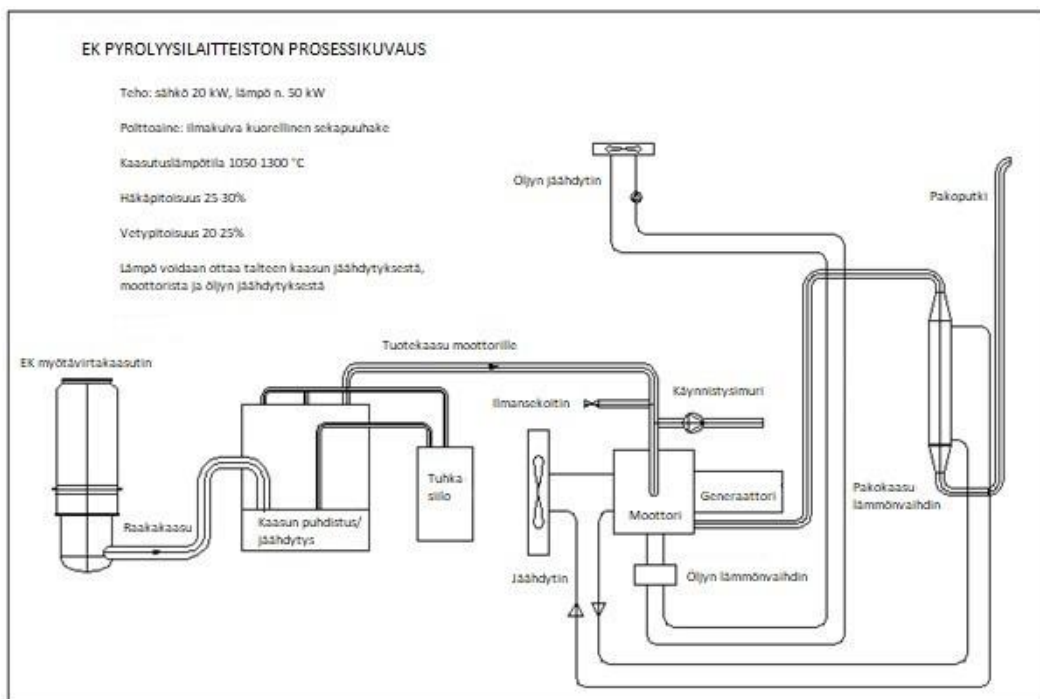 EK PYROLYYSILAITTEISTON PROSESSIKUVAUS
Teho: sähkö 20 kW, lämpö n. 50 kW
Polttoaine: ilmakuiva kuorellinen sekapuuhake
Kaasutuslämpötila 1050-1300 °C
Häkäpitoisuus 25-30%
Vetypitoisuus 20-25%
Lämpö voidaan ottaa talteen kaasun jäähdytyksestä,
moottorista ja öljyn jäähdytyksestä
Öljyn jäähdytin
Pakoputki
EK myötävirtakaasutin
Tuotekaasu moottorille
Ilmansekoitin
Käynnistysimuri
Raakakaasu
Kaasun puhdistus/
jäähdytys
Tuhka
siilo
Moottori
Generaattori
Pakokaasu
lämmönvaihdin
Jäähdytin
Öljyn lämmönvaihdin